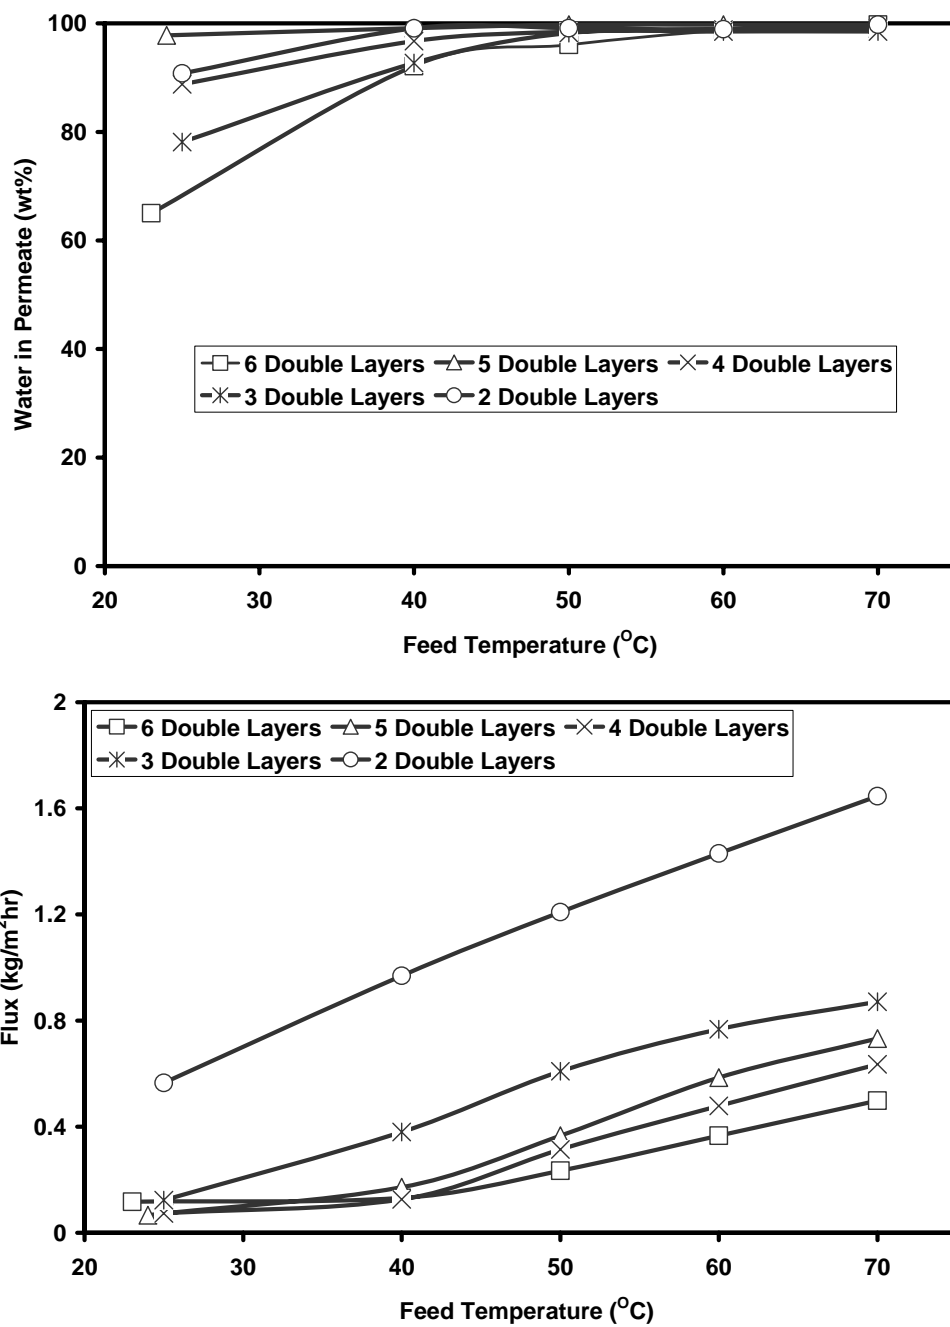 100
80
60
40
20
0
Water in Permeate (wt%)
6 Double Layers 5 Double Layers 4 Double Layers
3 Double Layers 2 Double Layers
20 30 40 50 60 70
Feed Temperature (OC)
2
1.6
1.2
0.8
0.4
0
Flux (kg/m2hr)
6 Double Layers 5 Double Layers 4 Double Layers
3 Double Layers 2 Double Layers
20 30 40 50 60 70
Feed Temperature (OC)